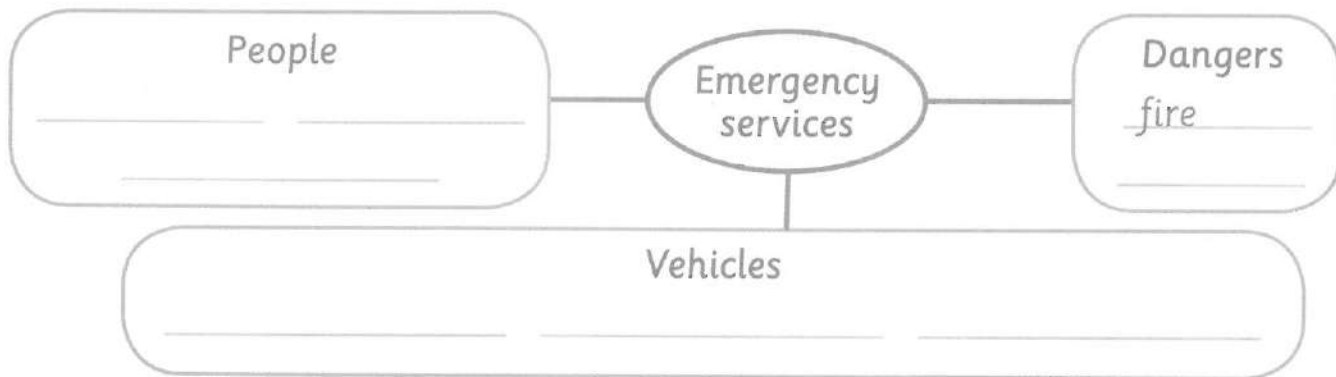 People
Emergency
services
Dangers
fire
Vehicles